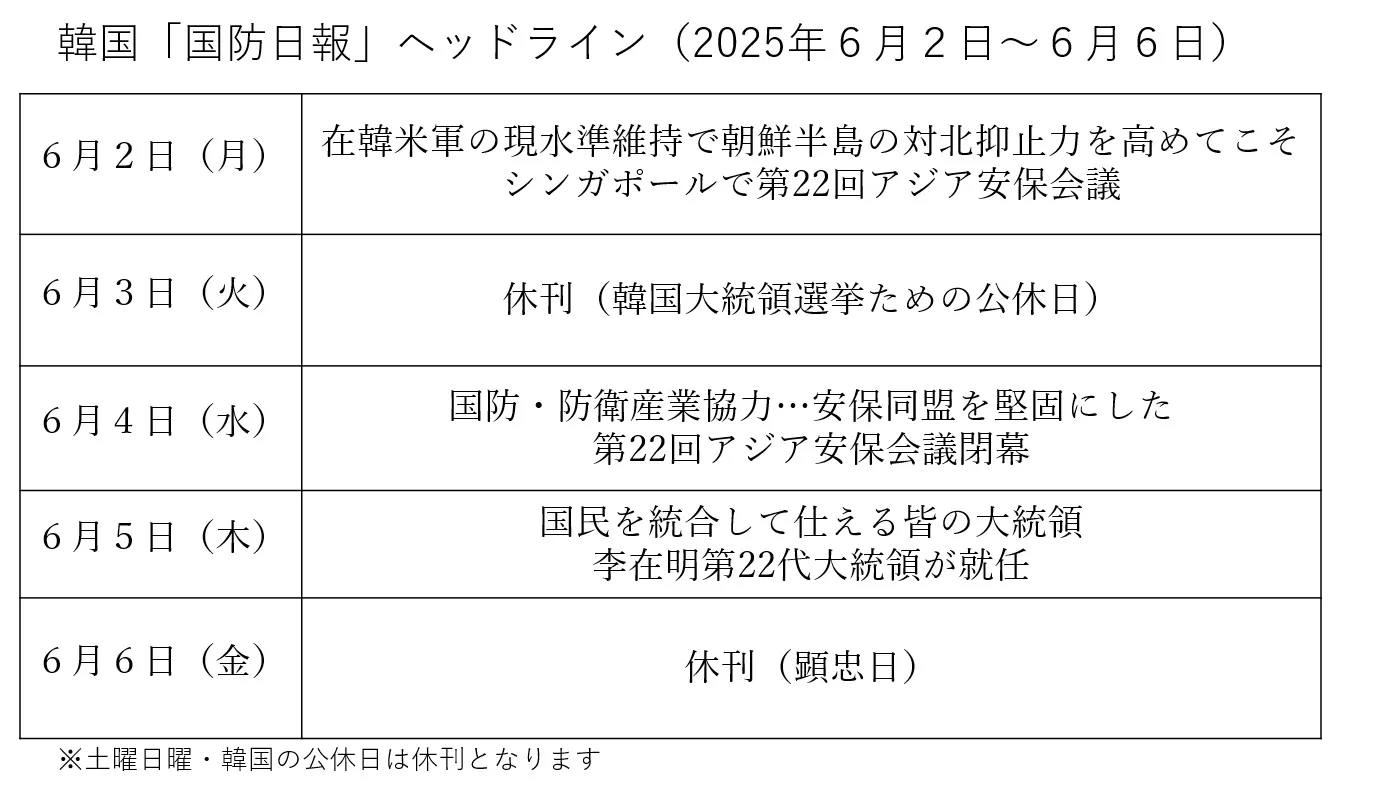 韓国「国防日報」ヘッドライン（2025年６月２日～６月６日）
６月２日（月）
在韓米軍の現水準維持で朝鮮半島の対北抑止力を高めてこそ
シンガポールで第22回アジア安保会議
６月３日（火）
休刊（韓国大統領選挙ための公休日）
６月４日（水）
国防・防衛産業協力…安保同盟を堅固にした
第22回アジア安保会議閉幕
６月５日（木）
国民を統合して仕える皆の大統領
李在明第22代大統領が就任
６月６日（金）
休刊（顕忠日）
※土曜日曜・韓国の公休日は休刊となります